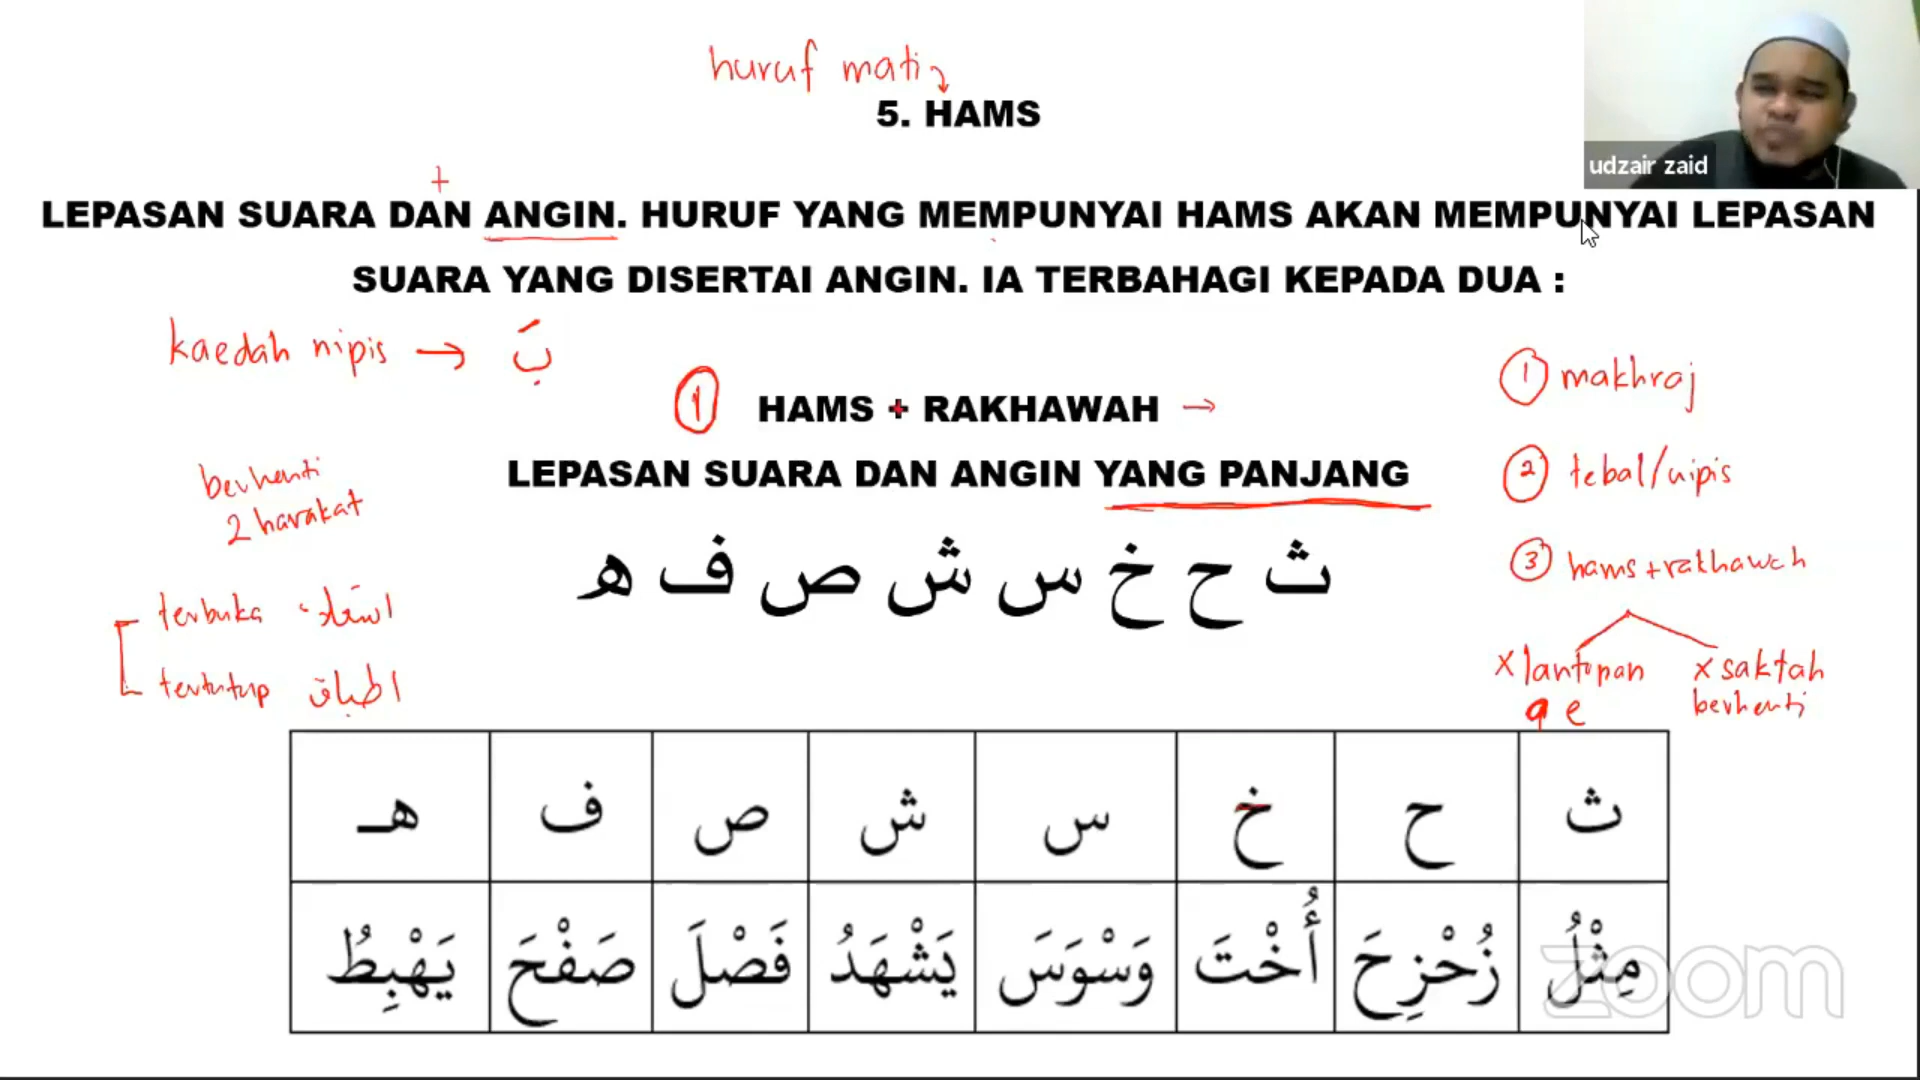 huruf mati
5. HAMS
udzair zaid
+
LEPASAN SUARA DAN ANGIN. HURUF YANG MEMPUNYAI HAMS AKAN MEMPUNYAI LEPASAN
SUARA YANG DISERTAI ANGIN. IA TERBAHAGI KEPADA DUA :
kaedah nipis → بَ
1 HAMS + RAKHAWAH →
LEPASAN SUARA DAN ANGIN YANG PANJANG
ث ح خ س ش ص ف ه
berhenti
2 harakat
terbuka
tertutup اطباق
1 makhraj
2 tebal/nipis
3 hams + rakhawah
x lantopan
e
x saktah
berhenti
ث ح خ س ش ص ف هـ
مِثْلُ زُحْزِحَ أُخْتَ وَسْوَسَ يَشْهَدُ فَصْلَ صَفْحَ يَهْبِطُ
zoom